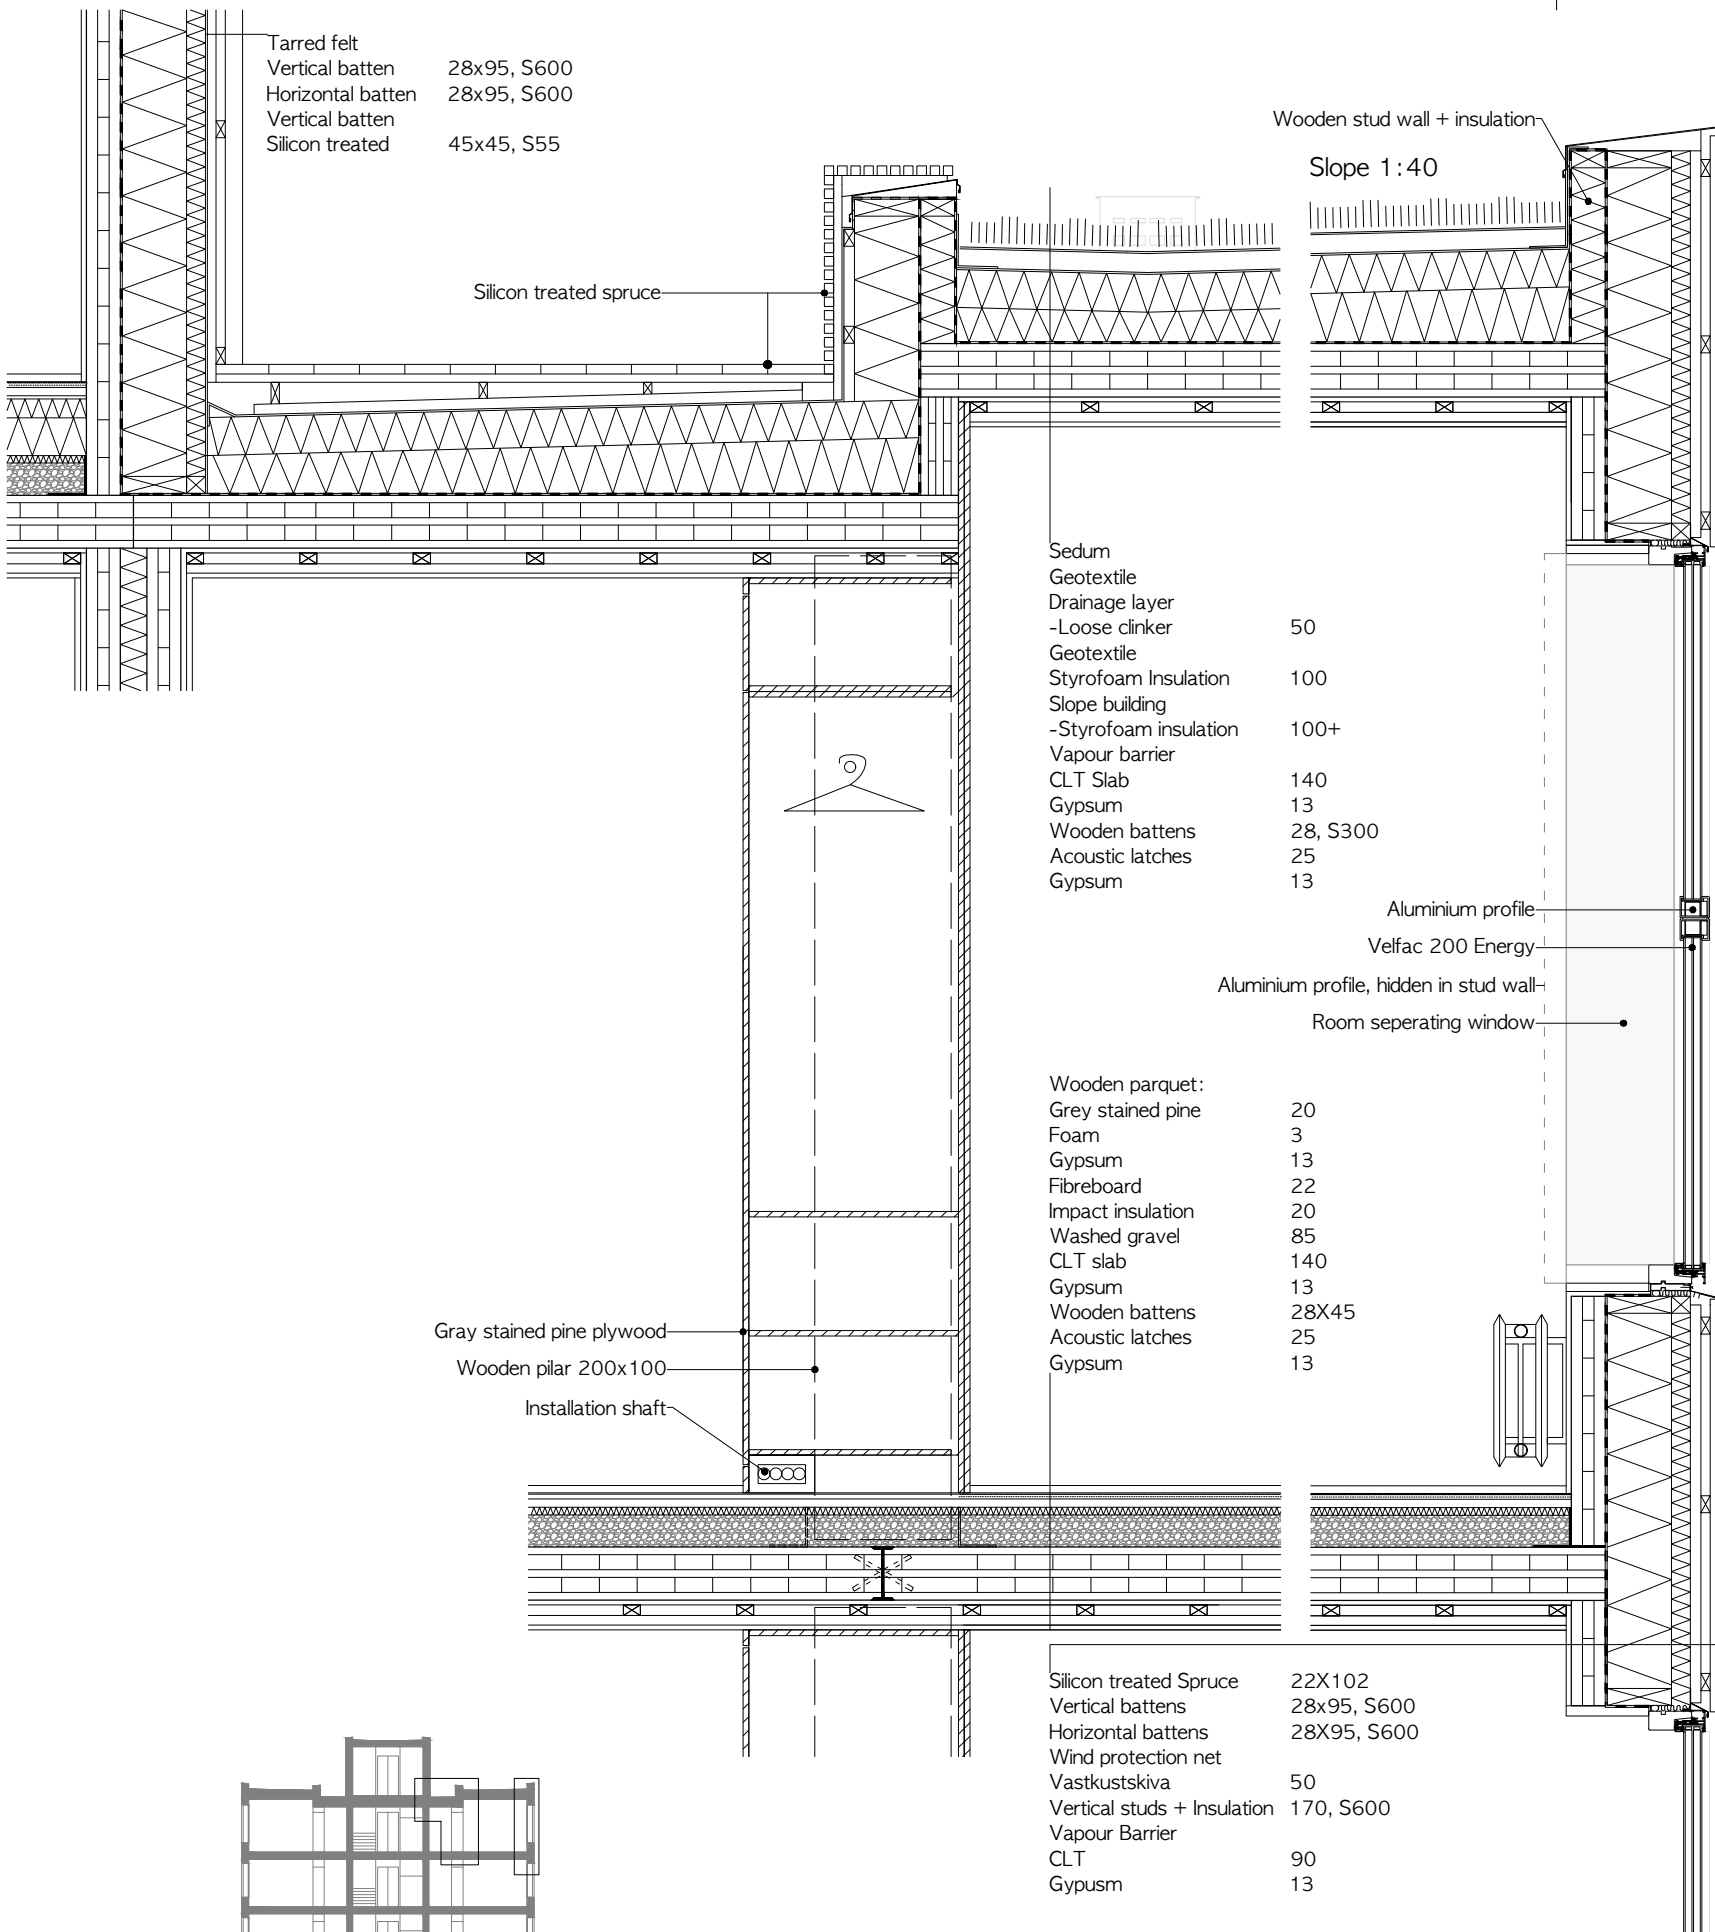 Tarred felt
Vertical batten 28x95, S600
Horizontal batten 28x95, S600
Vertical batten
Silicon treated 45x45, S55
Wooden stud wall + insulation
Slope 1:40
Silicon treated spruce
Sedum
Geotextile
Drainage layer
-Loose clinker 50
Geotextile
Styrofoam Insulation 100
Slope building
-Styrofoam insulation 100+
Vapour barrier
CLT Slab 140
Gypsum 13
Wooden battens 28, S300
Acoustic latches 25
Gypsum 13
Aluminium profile
Velfac 200 Energy
Aluminium profile, hidden in stud wall
Room seperating window
Wooden parquet:
Grey stained pine 20
Foam 3
Gypsum 13
Fibreboard 22
Impact insulation 20
Washed gravel 85
CLT slab 140
Gypsum 13
Wooden battens 28X45
Acoustic latches 25
Gypsum 13
Gray stained pine plywood
Wooden pilar 200x100
Installation shaft
Silicon treated Spruce 22X102
Vertical battens 28x95, S600
Horizontal battens 28X95, S600
Wind protection net
Vastkustskiva 50
Vertical studs + Insulation 170, S600
Vapour Barrier
CLT 90
Gypusm 13